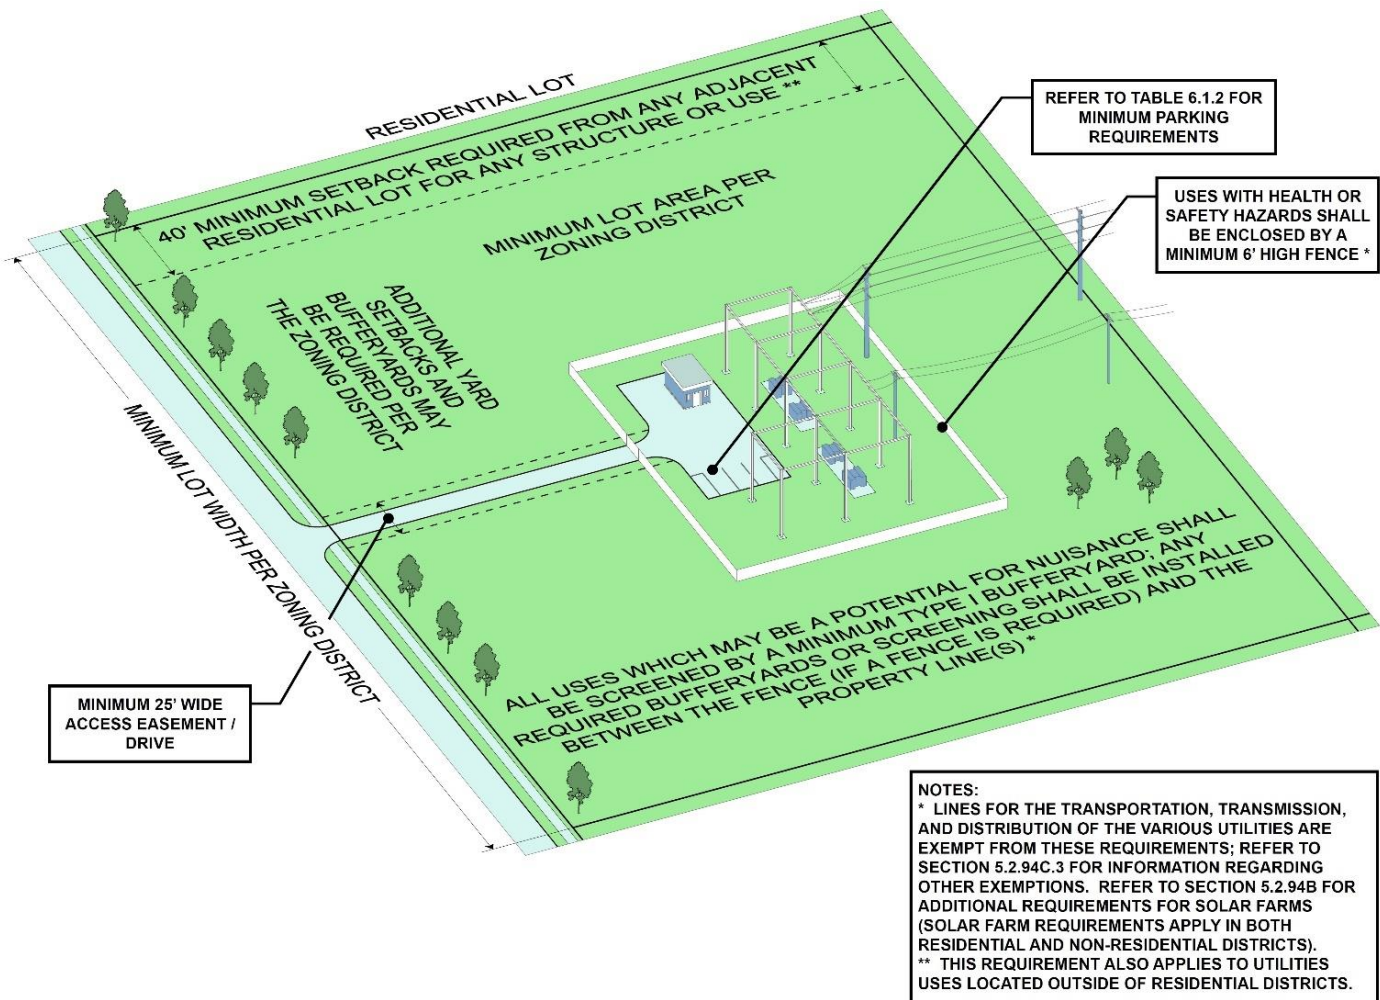 RESIDENTIAL LOT
40' MINIMUM SETBACK REQUIRED FROM ANY ADJACENT
RESIDENTIAL LOT FOR ANY STRUCTURE OR USE **
REFER TO TABLE 6.1.2 FOR
MINIMUM PARKING
REQUIREMENTS
MINIMUM LOT AREA PER
ZONING DISTRICT
USES WITH HEALTH OR
SAFETY HAZARDS SHALL
BE ENCLOSED BY A
MINIMUM 6' HIGH FENCE *
ADDITIONAL YARD
SETBACKS AND
BUFFERYARDS MAY
BE REQUIRED PER
THE ZONING DISTRICT
MINIMUM LOT WIDTH PER ZONING DISTRICT
ALL USES WHICH MAY BE A POTENTIAL FOR NUISANCE SHALL
BE SCREENED BY A MINIMUM TYPE I BUFFERYARD; ANY
REQUIRED BUFFERYARDS OR SCREENING SHALL BE INSTALLED
BETWEEN THE FENCE (IF A FENCE IS REQUIRED) AND THE
PROPERTY LINE(S) *
MINIMUM 25' WIDE
ACCESS EASEMENT /
DRIVE
NOTES:
* LINES FOR THE TRANSPORTATION, TRANSMISSION,
AND DISTRIBUTION OF THE VARIOUS UTILITIES ARE
EXEMPT FROM THESE REQUIREMENTS; REFER TO
SECTION 5.2.94C.3 FOR INFORMATION REGARDING
OTHER EXEMPTIONS. REFER TO SECTION 5.2.94B FOR
ADDITIONAL REQUIREMENTS FOR SOLAR FARMS
(SOLAR FARM REQUIREMENTS APPLY IN BOTH
RESIDENTIAL AND NON-RESIDENTIAL DISTRICTS).
** THIS REQUIREMENT ALSO APPLIES TO UTILITIES
USES LOCATED OUTSIDE OF RESIDENTIAL DISTRICTS.